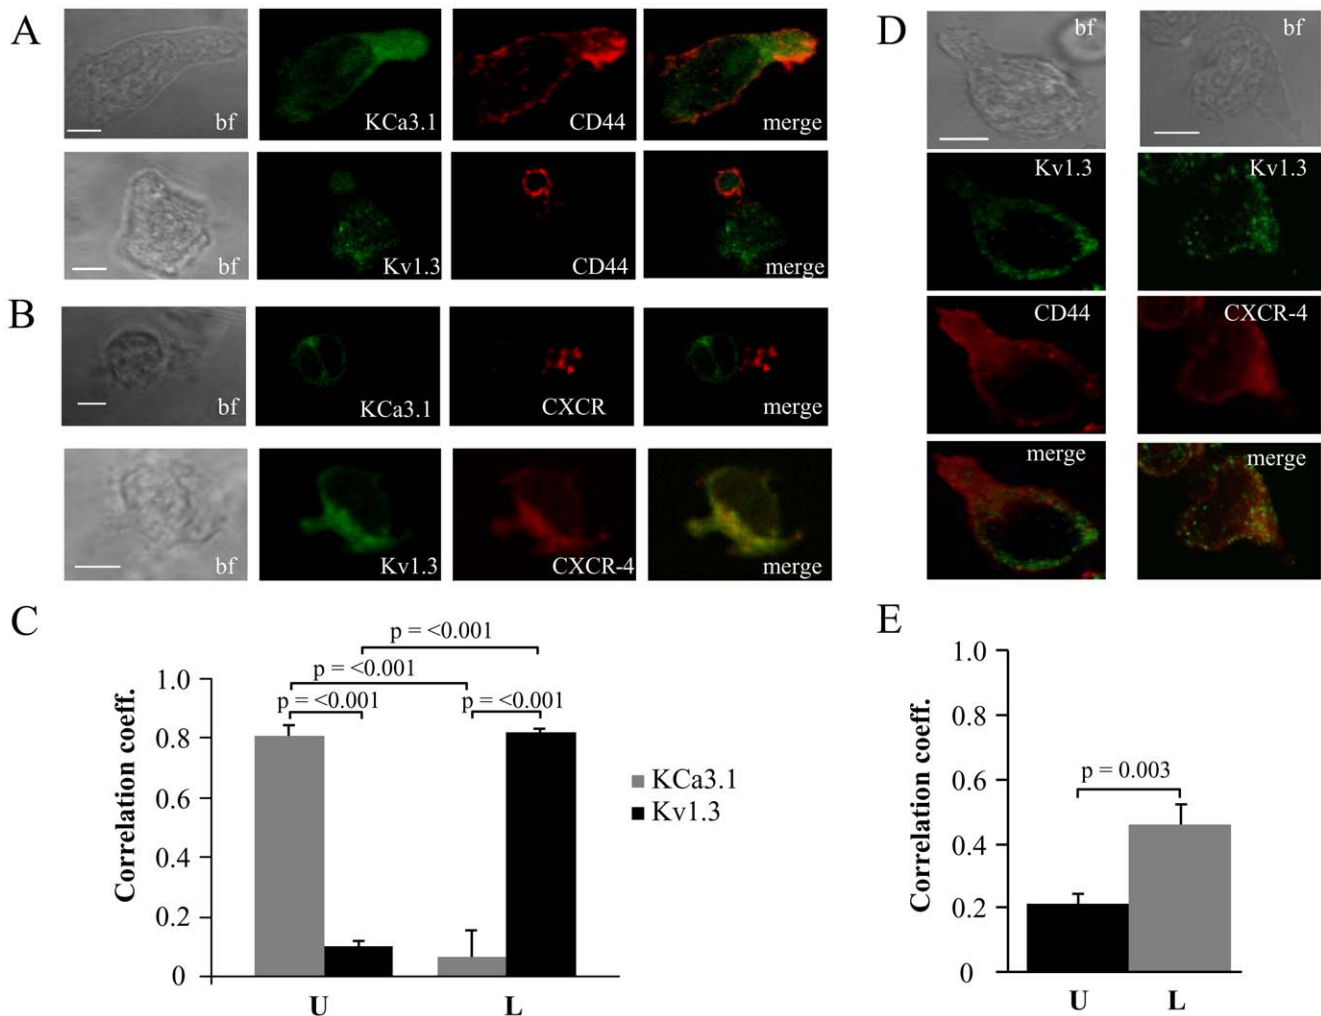 A
bf
KCa3.1
CD44
merge
bf
Kv1.3
CD44
merge
B
bf
KCa3.1
CXCR
merge
bf
Kv1.3
CXCR-4
merge
C
p = <0.001
p = <0.001
p = <0.001
p = <0.001
Correlation coeff.
1.0
0.8
0.6
0.4
0.2
0
U
L
KCa3.1
Kv1.3
D
bf
bf
Kv1.3
Kv1.3
CD44
CXCR-4
merge
merge
E
Correlation coeff.
1.0
0.8
0.6
0.4
0.2
0
p = 0.003
U
L